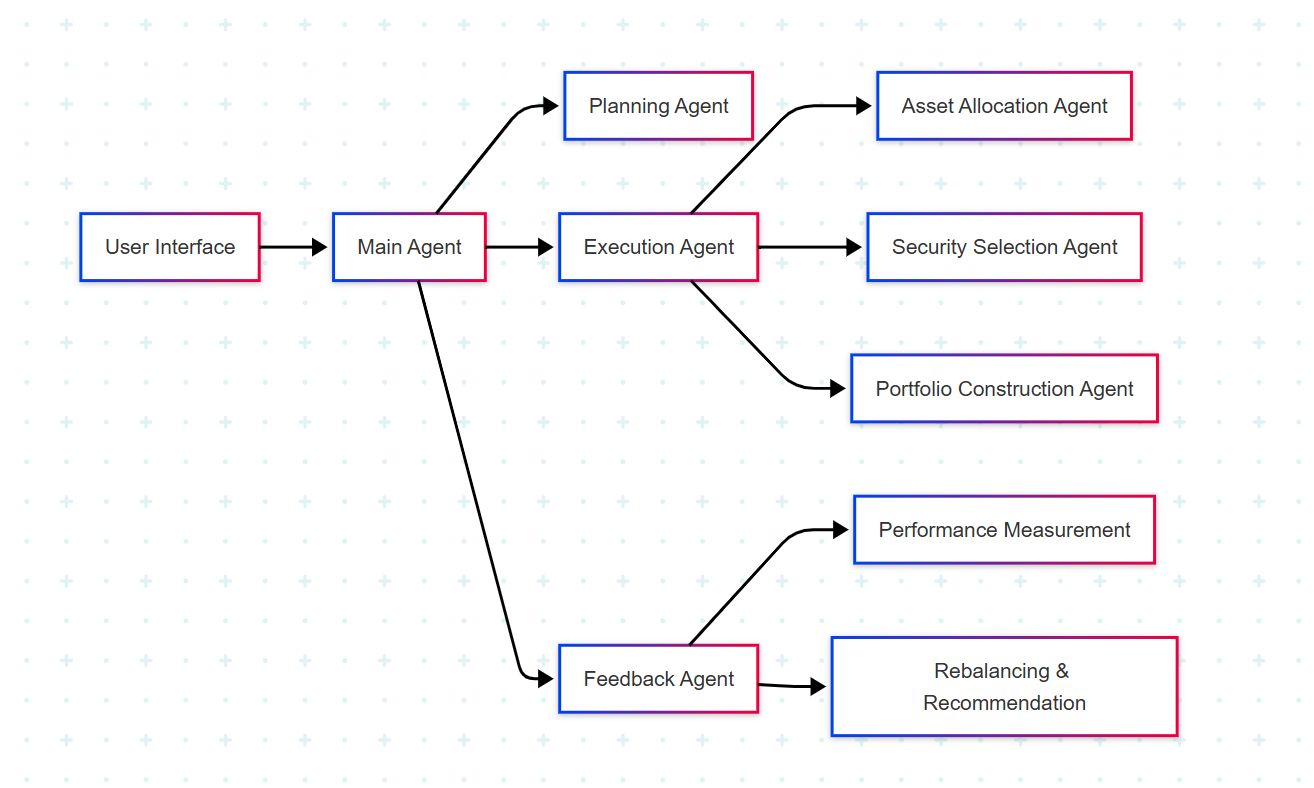 User Interface
Main Agent
Planning Agent
Execution Agent
Feedback Agent
Asset Allocation Agent
Security Selection Agent
Portfolio Construction Agent
Performance Measurement
Rebalancing &
Recommendation